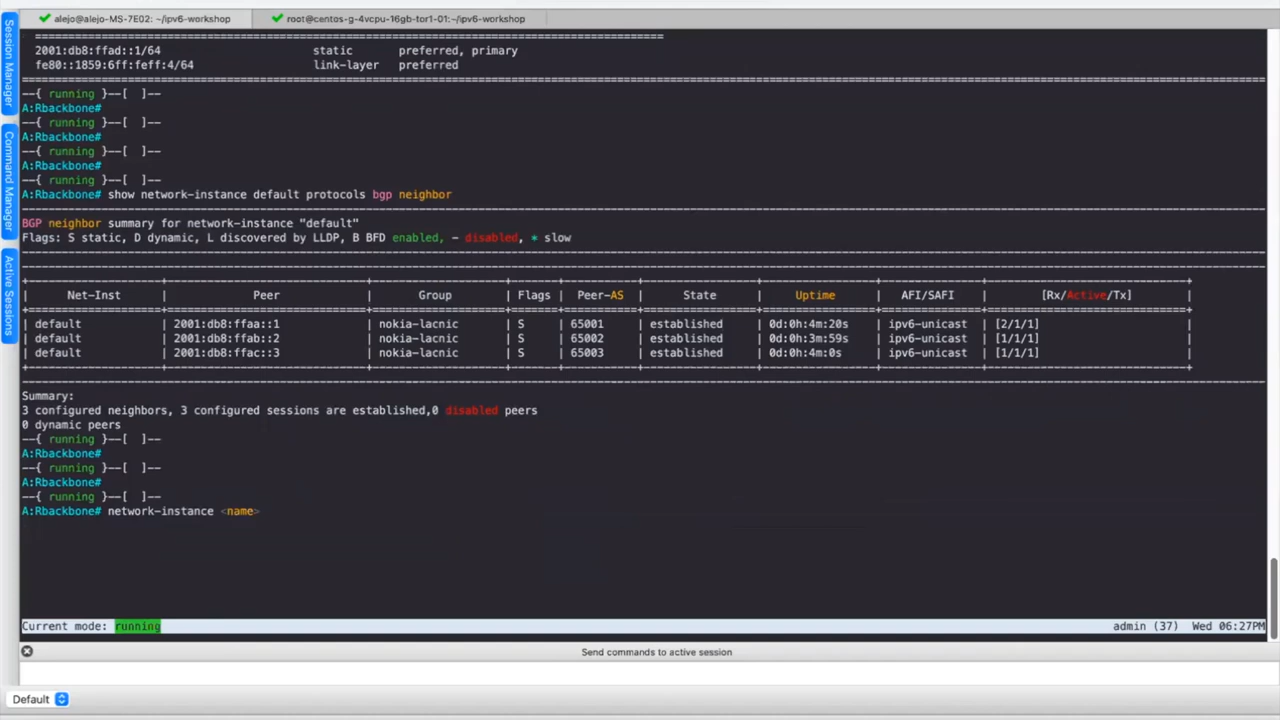 alejo@alejo-MS-7E02: ~/ipv6-workshop
root@centos-g-4vcpu-16gb-tor1-01:~/ipv6-workshop
Session Manager
Command Manager
Active Sessions
2001:db8:ffad::1/64 static preferred, primary
fe80::1859:6ff:feff:4/64 link-layer preferred
--{ running }--[ ]--
A:Rbackbone#
--{ running }--[ ]--
A:Rbackbone#
--{ running }--[ ]--
A:Rbackbone#
--{ running }--[ ]--
A:Rbackbone# show network-instance default protocols bgp neighbor
BGP neighbor summary for network-instance "default"
Flags: S static, D dynamic, L discovered by LLDP, B BFD enabled, - disabled, * slow
| Net-Inst | Peer | Group | Flags | Peer-AS | State | Uptime | AFI/SAFI | [Rx/Active/Tx] |
| default | 2001:db8:ffaa::1 | nokia-lacnic | S | 65001 | established | 0d:0h:4m:20s | ipv6-unicast | [2/1/1] |
| default | 2001:db8:ffab::2 | nokia-lacnic | S | 65002 | established | 0d:0h:3m:59s | ipv6-unicast | [1/1/1] |
| default | 2001:db8:ffac::3 | nokia-lacnic | S | 65003 | established | 0d:0h:4m:0s | ipv6-unicast | [1/1/1] |
Summary:
3 configured neighbors, 3 configured sessions are established,0 disabled peers
0 dynamic peers
--{ running }--[ ]--
A:Rbackbone#
--{ running }--[ ]--
A:Rbackbone#
--{ running }--[ ]--
A:Rbackbone# network-instance <name>
Current mode: running admin (37) Wed 06:27PM
Send commands to active session
Default